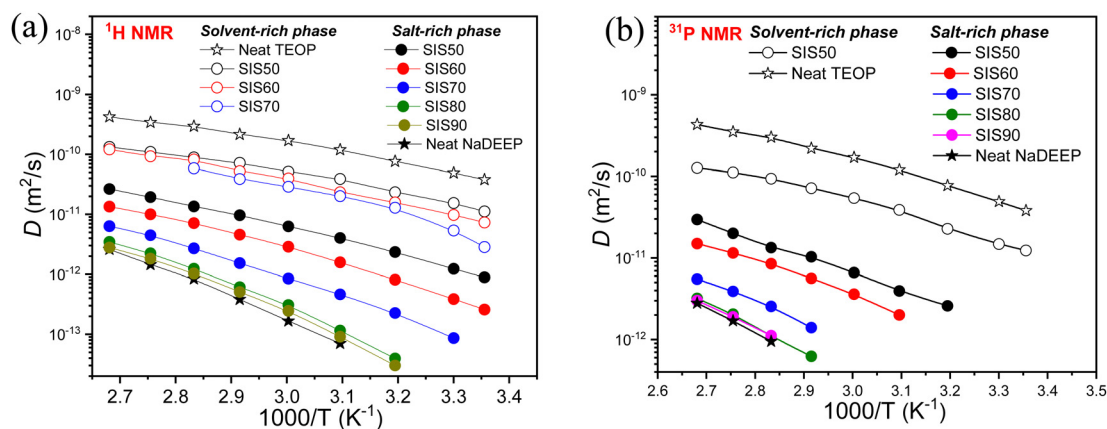 (a)
¹H NMR
Solvent-rich phase
Neat TEOP
SIS50
SIS60
SIS70
Salt-rich phase
SIS50
SIS60
SIS70
SIS80
SIS90
Neat NaDEEP
D (m²/s)
10⁻⁸
10⁻⁹
10⁻¹⁰
10⁻¹¹
10⁻¹²
10⁻¹³
2.7 2.8 2.9 3.0 3.1 3.2 3.3 3.4
1000/T (K⁻¹)
(b)
³¹P NMR
Solvent-rich phase
SIS50
Neat TEOP
Salt-rich phase
SIS50
SIS60
SIS70
SIS80
SIS90
Neat NaDEEP
D (m²/s)
10⁻⁹
10⁻¹⁰
10⁻¹¹
10⁻¹²
2.6 2.7 2.8 2.9 3.0 3.1 3.2 3.3 3.4 3.5
1000/T (K⁻¹)